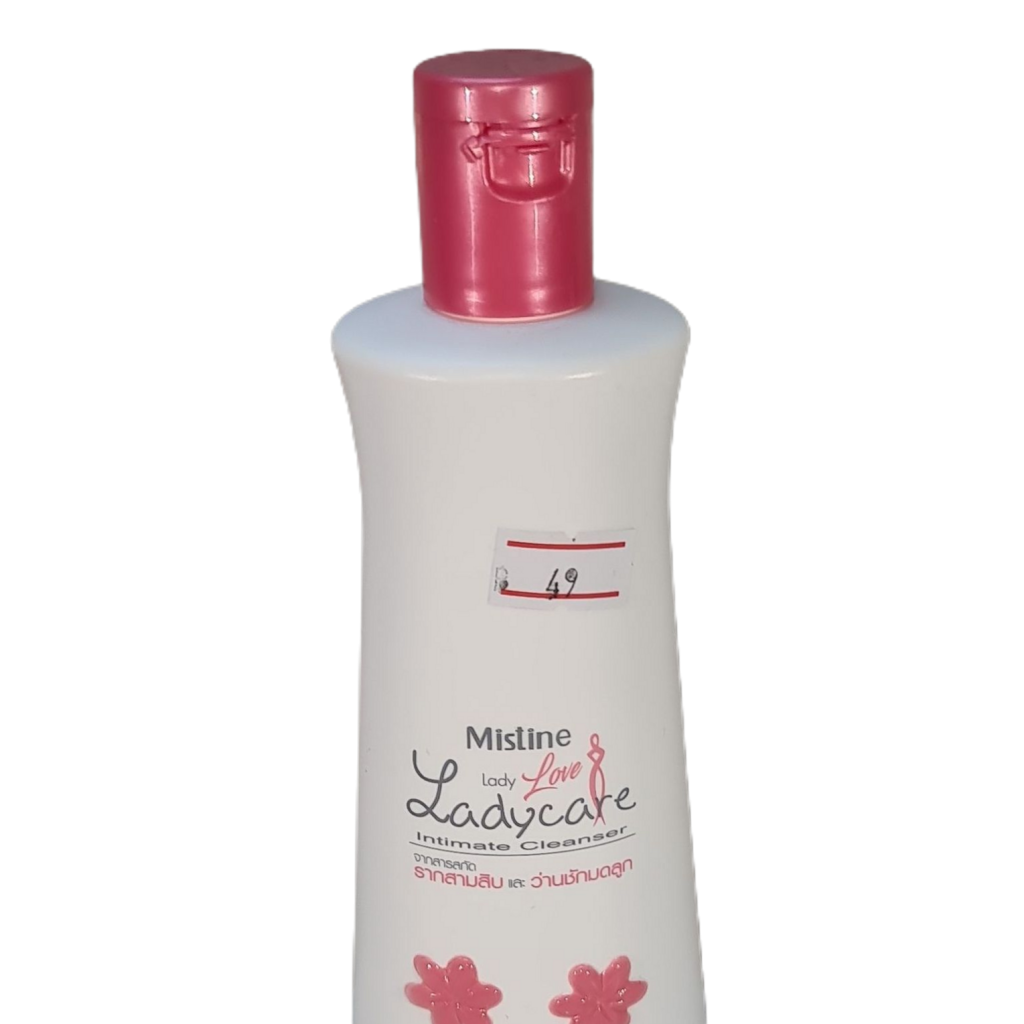 49
Mistine
Lady Love
Ladycare
Intimate Cleanser
จากสารสกัด
รากสามสิบ และ ว่านชักมดลูก